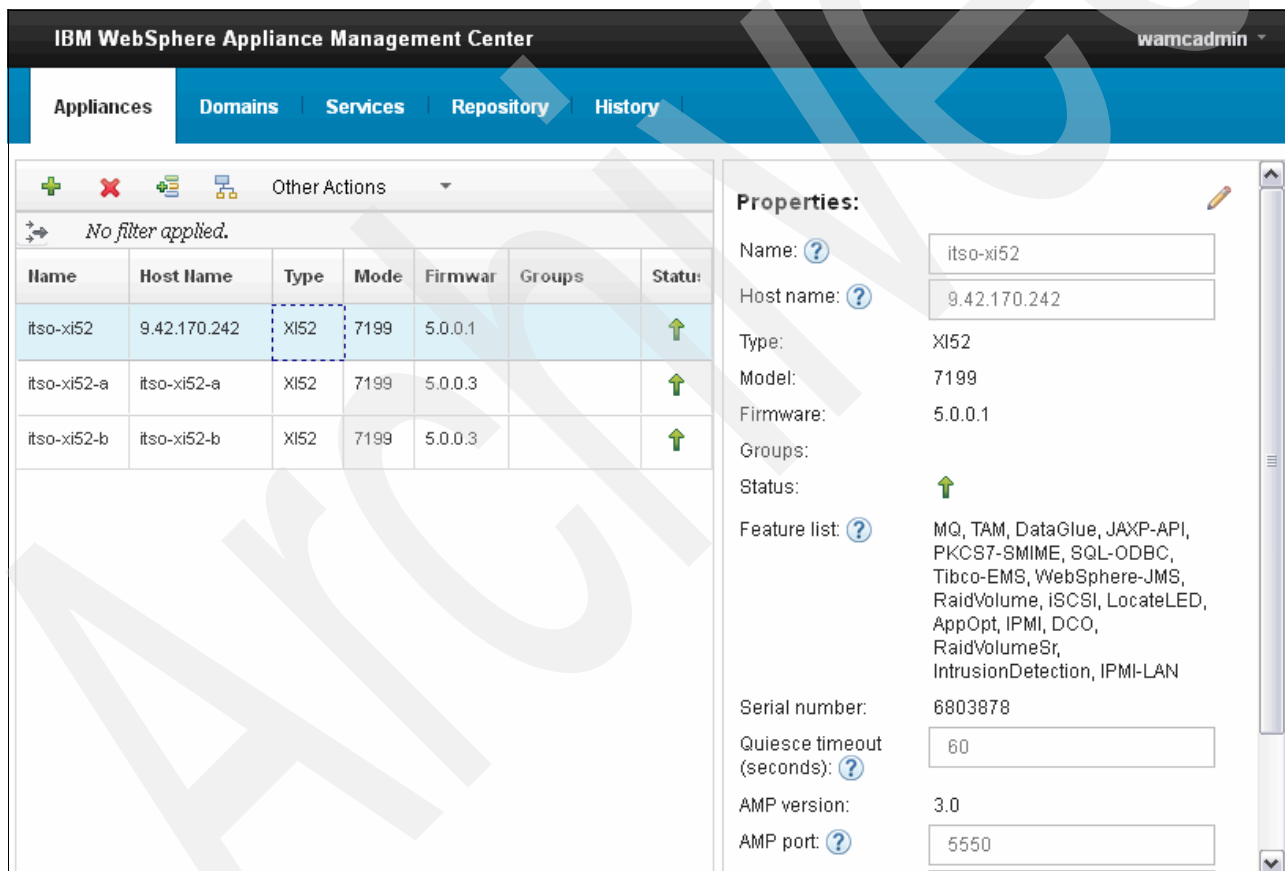 IBM WebSphere Appliance Management Center wamcadmin
Appliances Domains Services Repository History
Other Actions
No filter applied.
Name Host Name Type Mode Firmwar Groups Statu
itso-xi52 9.42.170.242 XI52 7199 5.0.0.1
itso-xi52-a itso-xi52-a XI52 7199 5.0.0.3
itso-xi52-b itso-xi52-b XI52 7199 5.0.0.3
Properties:
Name: ? itso-xi52
Host name: ? 9.42.170.242
Type: XI52
Model: 7199
Firmware: 5.0.0.1
Groups:
Status:
Feature list: ? MQ, TAM, DataGlue, JAXP-API,
PKCS7-SMIME, SQL-ODBC,
Tibco-EMS, WebSphere-JMS,
RaidVolume, iSCSI, LocateLED,
AppOpt, IPMI, DCO,
RaidVolumeSr,
IntrusionDetection, IPMI-LAN
Serial number: 6803878
Quiesce timeout
(seconds): ? 60
AMP version: 3.0
AMP port: ? 5550
Archive